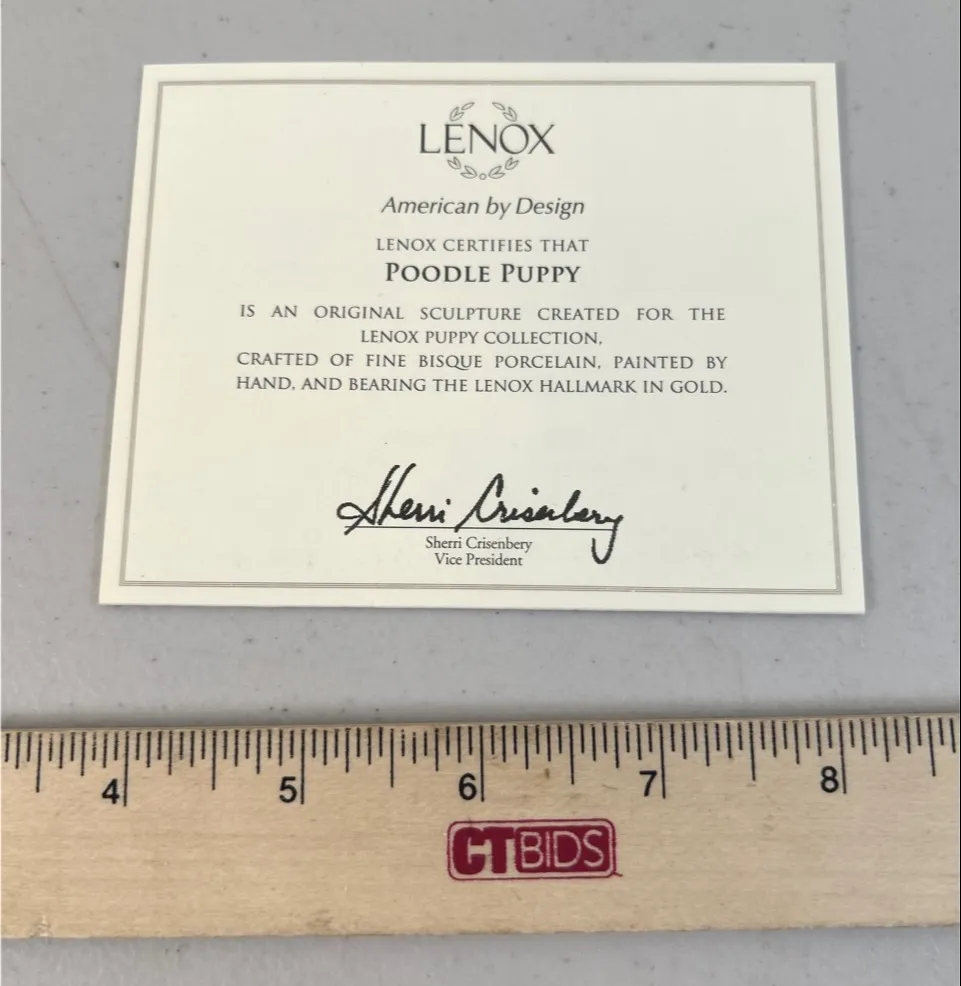 LENOX
American by Design
LENOX CERTIFIES THAT
POODLE PUPPY
IS AN ORIGINAL SCULPTURE CREATED FOR THE
LENOX PUPPY COLLECTION,
CRAFTED OF FINE BISQUE PORCELAIN, PAINTED BY
HAND, AND BEARING THE LENOX HALLMARK IN GOLD.
Sherri Crisenbery
Sherri Crisenbery
Vice President
4 5 6 7 8
CTBIDS